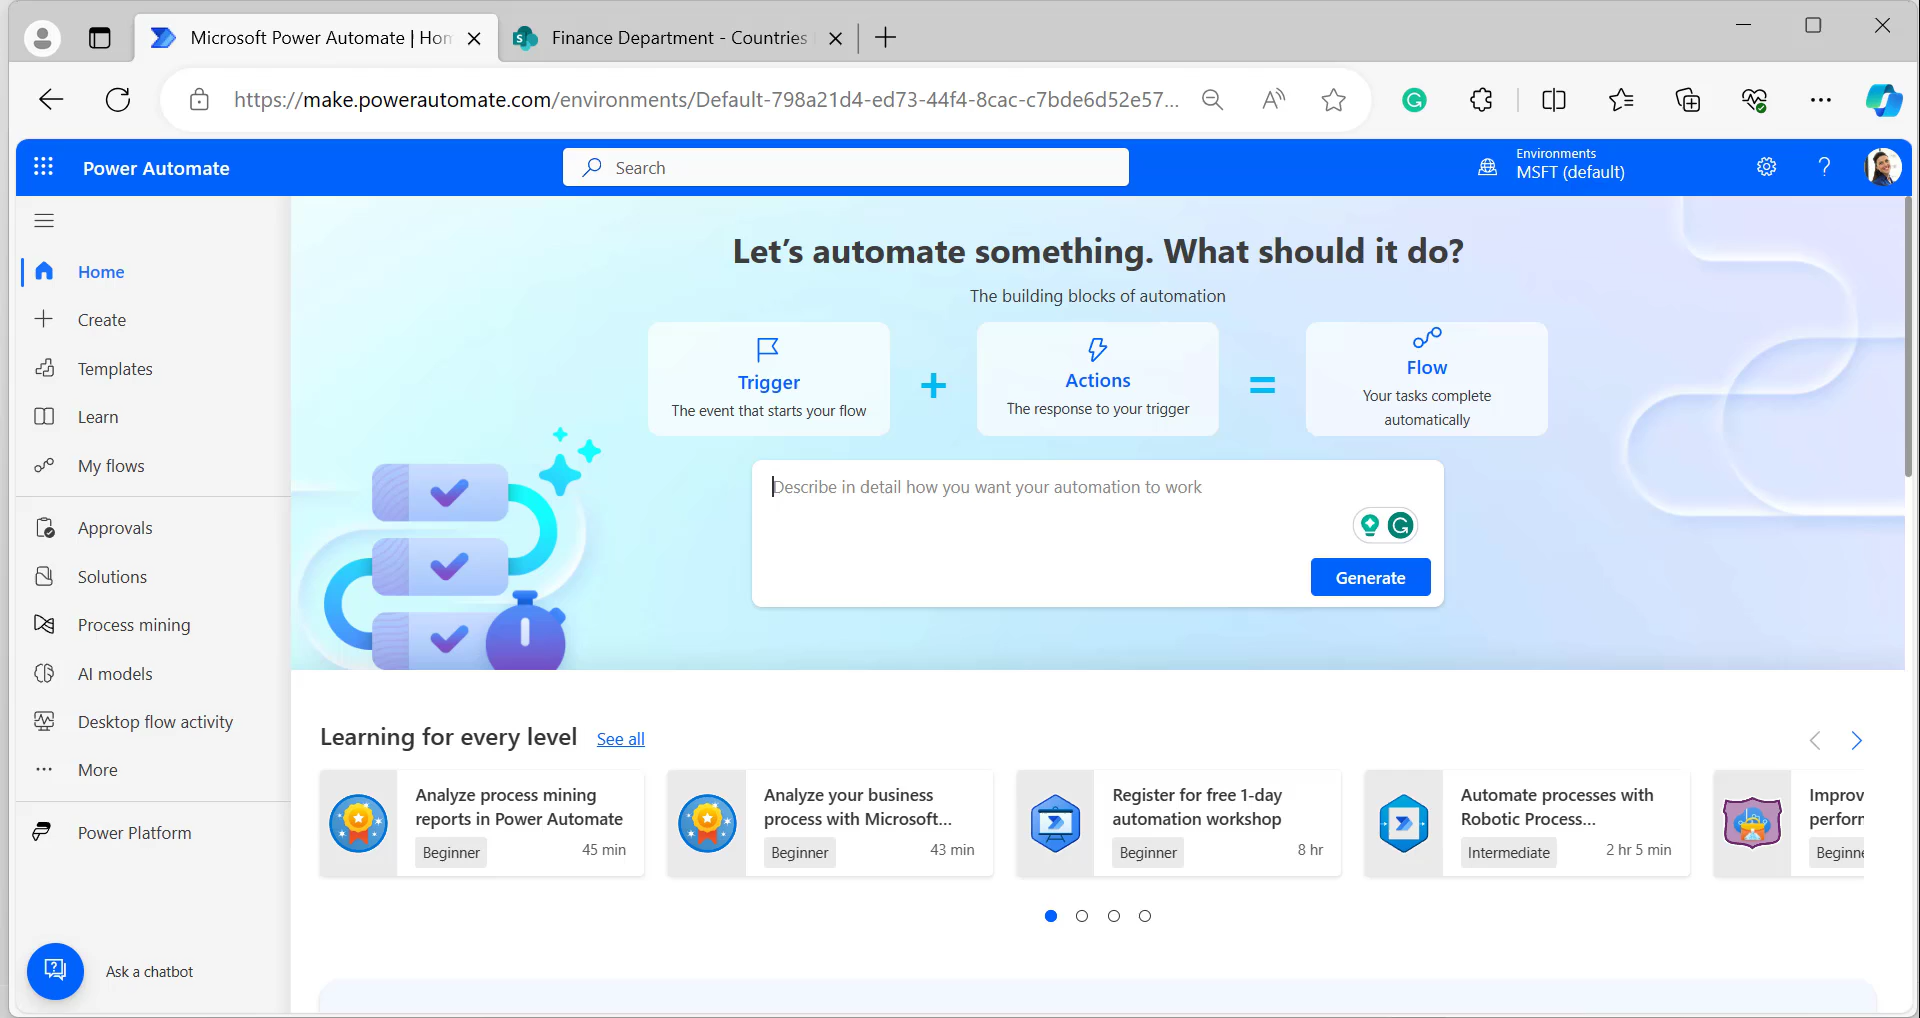 Microsoft Power Automate | Hom
Finance Department - Countries
https://make.powerautomate.com/environments/Default-798a21d4-ed73-44f4-8cac-c7bde6d52e57...
Power Automate
Search
Environments
MSFT (default)
Home
Create
Templates
Learn
My flows
Approvals
Solutions
Process mining
AI models
Desktop flow activity
More
Power Platform
Ask a chatbot
Let's automate something. What should it do?
The building blocks of automation
Trigger
The event that starts your flow
+
Actions
The response to your trigger
=
Flow
Your tasks complete
automatically
Describe in detail how you want your automation to work
Generate
Learning for every level
See all
Analyze process mining
reports in Power Automate
Beginner
45 min
Analyze your business
process with Microsoft...
Beginner
43 min
Register for free 1-day
automation workshop
Beginner
8 hr
Automate processes with
Robotic Process...
Intermediate
2 hr 5 min
Improv
perforn
Beginne